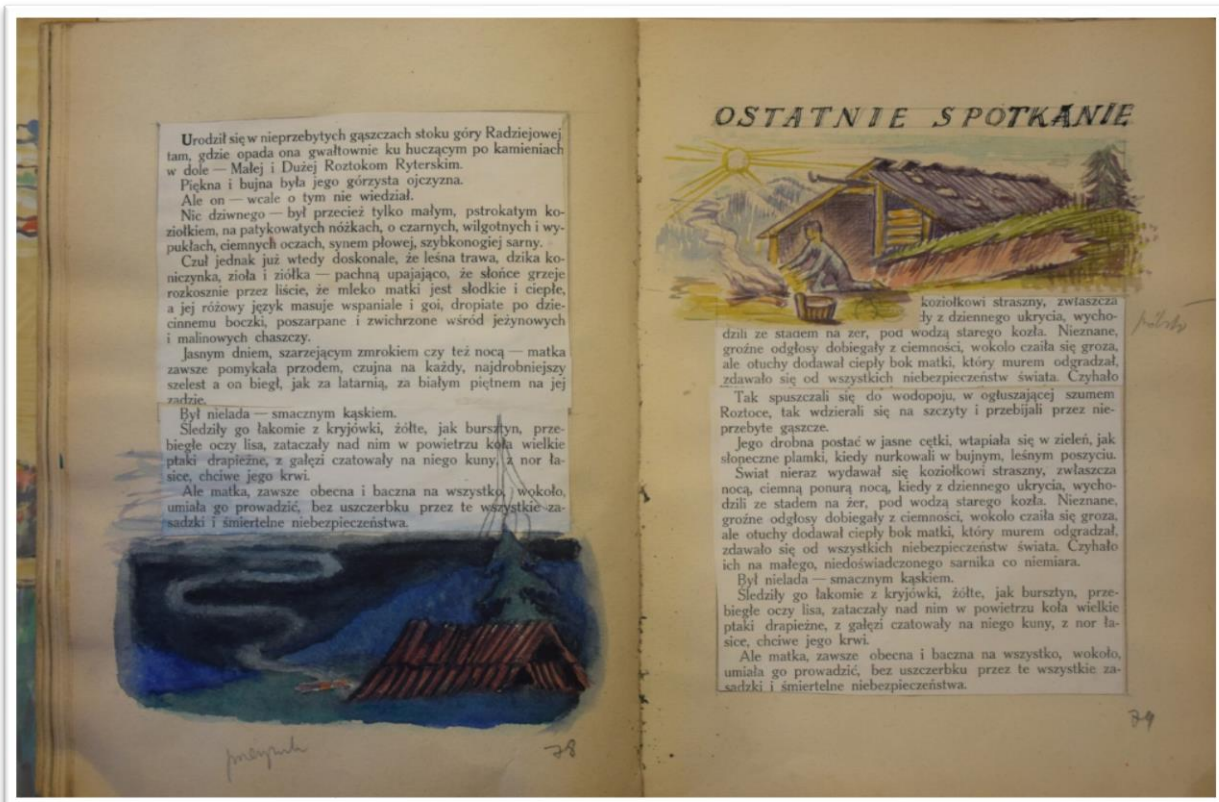 Urodził się w nieprzebytych gąszczach stoku góry Radziejowej
tam, gdzie opada ona gwałtownie ku huczącym po kamieniach
w dole — Małej i Dużej Roztokom Ryterskim.
Piękna i bujna była jego górzysta ojczyzna.
Ale on — wcale o tym nie wiedział.
Nic dziwnego — był przecież tylko małym, pstrokatym ko-
ziołkiem, na patykowatych nóżkach, o czarnych, wilgotnych i wy-
pukłach, ciemnych oczach, synem płowej, szybkonogiej sarny.
Czuł jednak już wtedy doskonale, że leśna trawa, dzika ko-
niczynka, zioła i ziółka — pachną upajająco, że słońce grzeje
rozkosznie przez liście, że mleko matki jest słodkie i ciepłe,
a jej różowy język masuje wspaniale i goi, dropiate po dzie-
cinnemu boczki, poszarpane i zwichrzone wśród jeżynowych
i malinowych chaszczy.
Jasnym dniem, szarzejącym zmrokiem czy też nocą — matka
zawsze pomykała przodem, czujna na każdy, najdrobniejszy
szelest a on biegł, jak za latarnią, za białym piętnem na jej
zadzie.
Był nielada — smacznym kąskiem.
Śledziły go łakomie z kryjówki, żółte, jak bursztyn, prze-
biegłe oczy lisa, zataczały nad nim w powietrzu koła wielkie
ptaki drapieżne, z gałęzi czatowały na niego kuny, z nor ła-
sice, chciwe jego krwi.
Ale matka, zawsze obecna i baczna na wszystko, wokoło,
umiała go prowadzić, bez uszczerbku przez te wszystkie za-
sadzki i śmiertelne niebezpieczeństwa.
78
OSTATNIE SPOTKANIE
koziołkowi straszny, zwłaszcza
dy z dziennego ukrycia, wycho-
dzili ze stadem na żer, pod wodzą starego kozła. Nieznane,
groźne odgłosy dobiegały z ciemności, wokoło czaiła się groza,
ale otuchy dodawał ciepły bok matki, który murem odgradzał,
zdawało się od wszystkich niebezpieczeństw świata. Czyhało
Tak spuszczali się do wodopoju, w ogłuszającej szumem
Roztoce, tak wdzierali się na szczyty i przebijali przez nie-
przebyte gąszcze.
Jego drobna postać w jasne cętki, wtapiała się w zieleń, jak
słoneczne plamki, kiedy nurkowali w bujnym, leśnym poszyciu.
Świat nieraz wydawał się koziołkowi straszny, zwłaszcza
nocą, ciemną ponurą nocą, kiedy z dziennego ukrycia, wycho-
dzili ze stadem na żer, pod wodzą starego kozła. Nieznane,
groźne odgłosy dobiegały z ciemności, wokoło czaiła się groza,
ale otuchy dodawał ciepły bok matki, który murem odgradzał,
zdawało się od wszystkich niebezpieczeństw świata. Czyhało
ich na małego, niedoświadczonego sarnika co niemiara.
Był nielada — smacznym kąskiem.
Śledziły go łakomie z kryjówki, żółte, jak bursztyn, prze-
biegłe oczy lisa, zataczały nad nim w powietrzu koła wielkie
ptaki drapieżne, z gałęzi czatowały na niego kuny, z nor ła-
sice, chciwe jego krwi.
Ale matka, zawsze obecna i baczna na wszystko, wokoło,
umiała go prowadzić, bez uszczerbku przez te wszystkie za-
sadzki i śmiertelne niebezpieczeństwa.
79